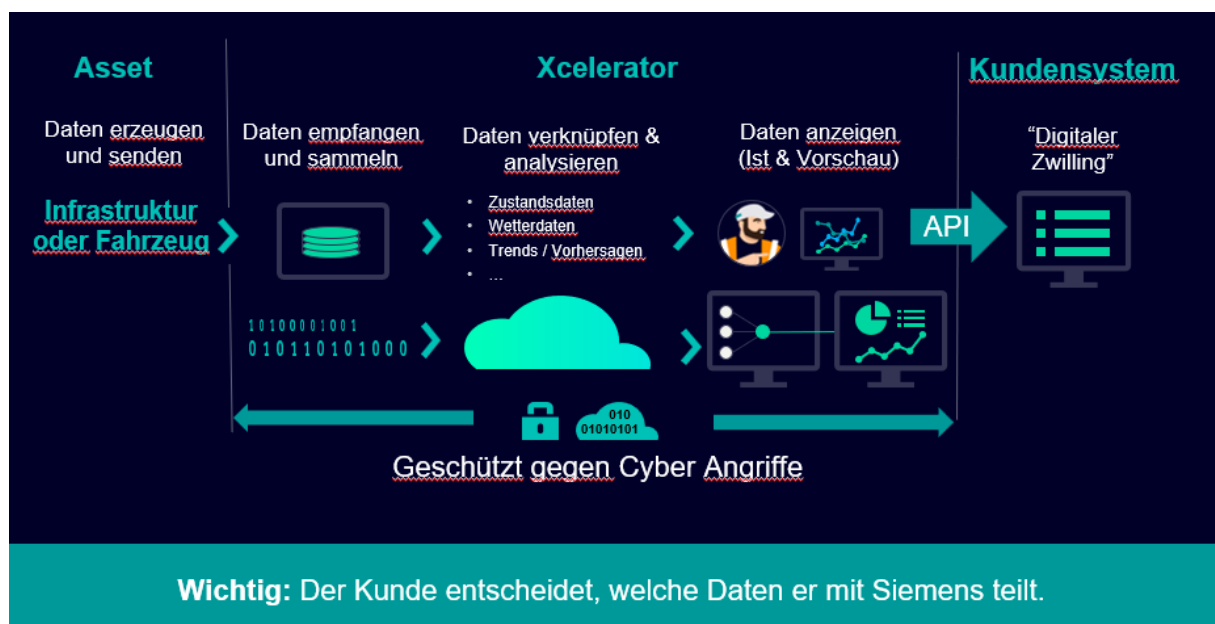 Asset
Xcelerator
Kundensystem
Daten erzeugen
und senden
Daten empfangen
und sammeln
Daten verknüpfen &
analysieren
Daten anzeigen
(Ist & Vorschau)
“Digitaler
Zwilling”
Infrastruktur
oder Fahrzeug
• Zustandsdaten
• Wetterdaten
• Trends / Vorhersagen
• ...
API
10100001001
010110101000
010
01010101
Geschützt gegen Cyber Angriffe
Wichtig: Der Kunde entscheidet, welche Daten er mit Siemens teilt.